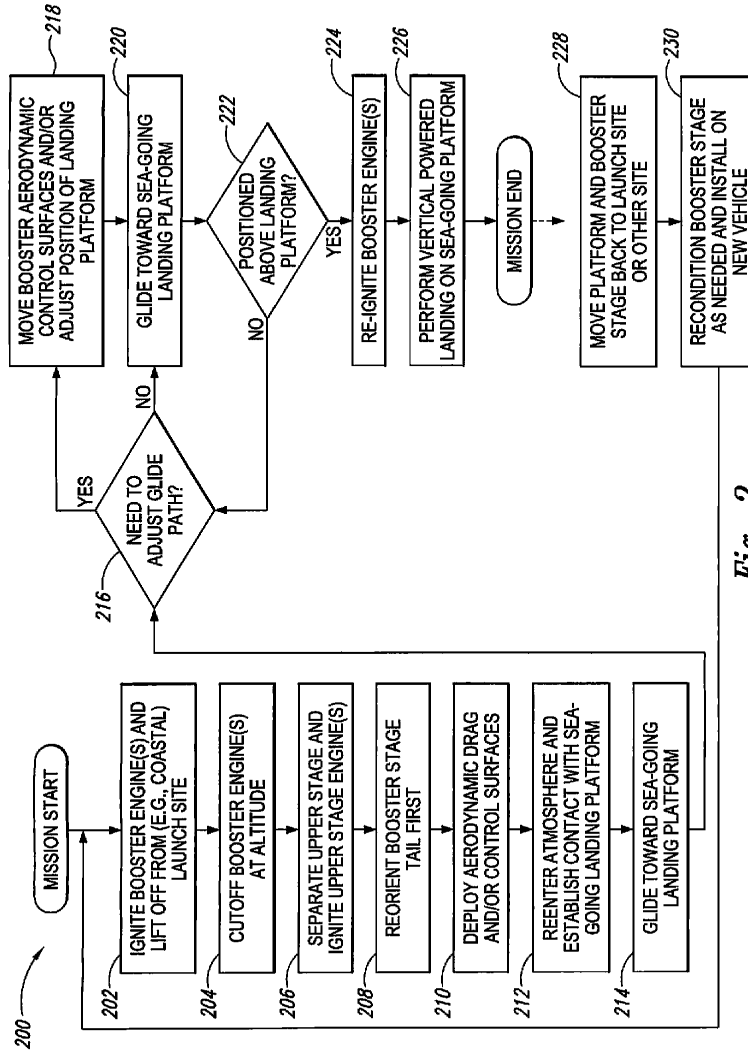 200
MISSION START
202
IGNITE BOOSTER ENGINE(S) AND
LIFT OFF FROM (E.G., COASTAL)
LAUNCH SITE
204
CUTOFF BOOSTER ENGINE(S)
AT ALTITUDE
206
SEPARATE UPPER STAGE AND
IGNITE UPPER STAGE ENGINE(S)
208
REORIENT BOOSTER STAGE
TAIL FIRST
210
DEPLOY AERODYNAMIC DRAG
AND/OR CONTROL SURFACES
212
REENTER ATMOSPHERE AND
ESTABLISH CONTACT WITH SEA-
GOING LANDING PLATFORM
214
GLIDE TOWARD SEA-GOING
LANDING PLATFORM
216
NEED TO
ADJUST GLIDE
PATH?
YES
NO
218
MOVE BOOSTER AERODYNAMIC
CONTROL SURFACES AND/OR
ADJUST POSITION OF LANDING
PLATFORM
220
GLIDE TOWARD SEA-GOING
LANDING PLATFORM
222
POSITIONED
ABOVE LANDING
PLATFORM?
NO
YES
224
RE-IGNITE BOOSTER ENGINE(S)
226
PERFORM VERTICAL POWERED
LANDING ON SEA-GOING PLATFORM
MISSION END
228
MOVE PLATFORM AND BOOSTER
STAGE BACK TO LAUNCH SITE
OR OTHER SITE
230
RECONDITION BOOSTER STAGE
AS NEEDED AND INSTALL ON
NEW VEHICLE
Fig. 2